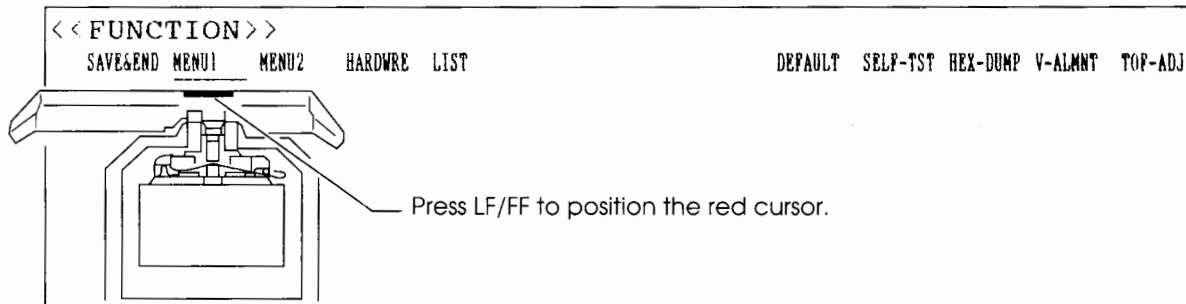 <<FUNCTION>>
SAVE&END MENU1 MENU2 HARDWRE LIST DEFAULT SELF-TST HEX-DUMP V-ALMNT TOF-ADJ
Press LF/FF to position the red cursor.